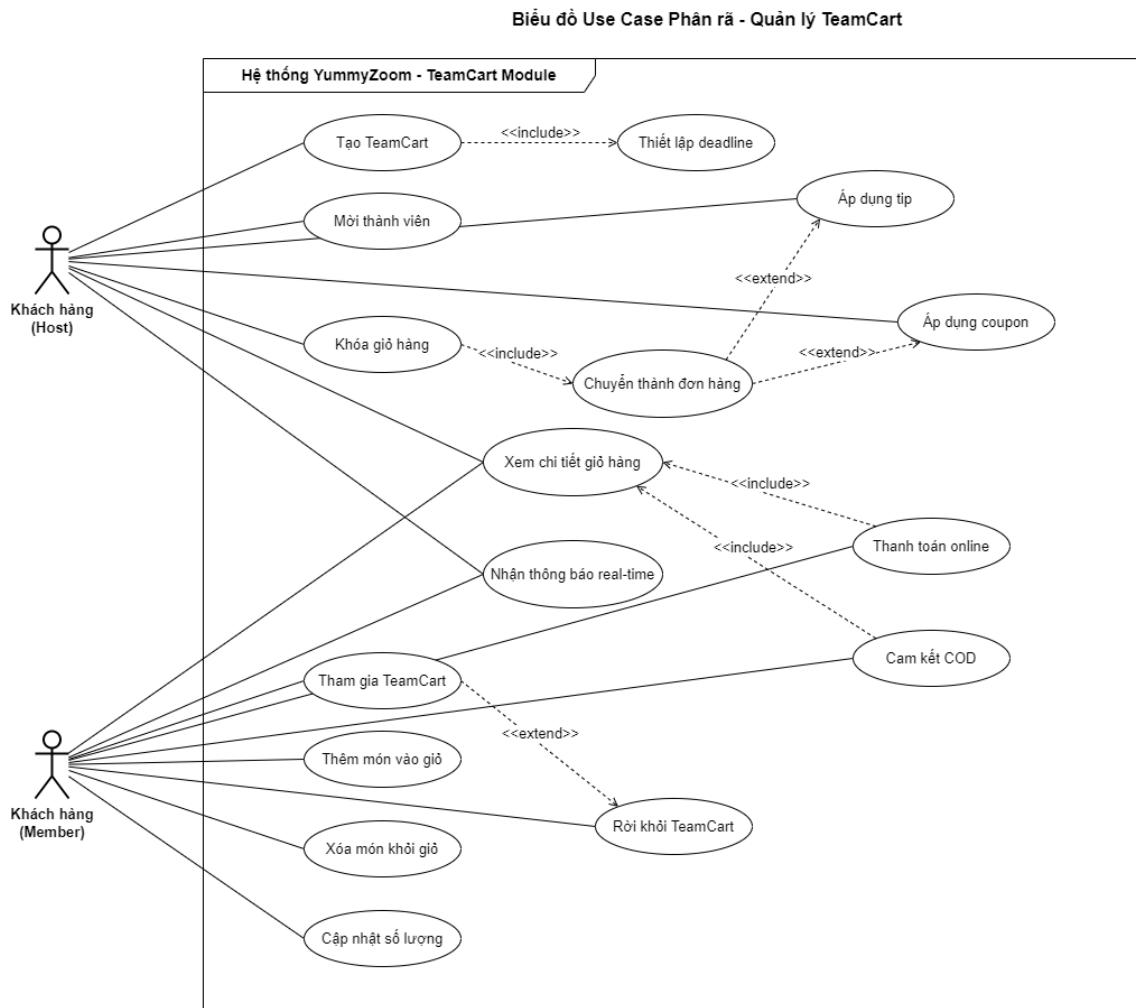 Biểu đồ Use Case Phân rã - Quản lý TeamCart
Hệ thống YummyZoom - TeamCart Module
Tạo TeamCart
<<include>>
Thiết lập deadline
Mời thành viên
Áp dụng tip
<<extend>>
Khách hàng
(Host)
Khóa giỏ hàng
<<include>>
Chuyển thành đơn hàng
<<extend>>
Áp dụng coupon
Xem chi tiết giỏ hàng
<<include>>
<<include>>
Thanh toán online
Nhận thông báo real-time
Cam kết COD
Tham gia TeamCart
<<extend>>
Khách hàng
(Member)
Thêm món vào giỏ
Rời khỏi TeamCart
Xóa món khỏi giỏ
Cập nhật số lượng